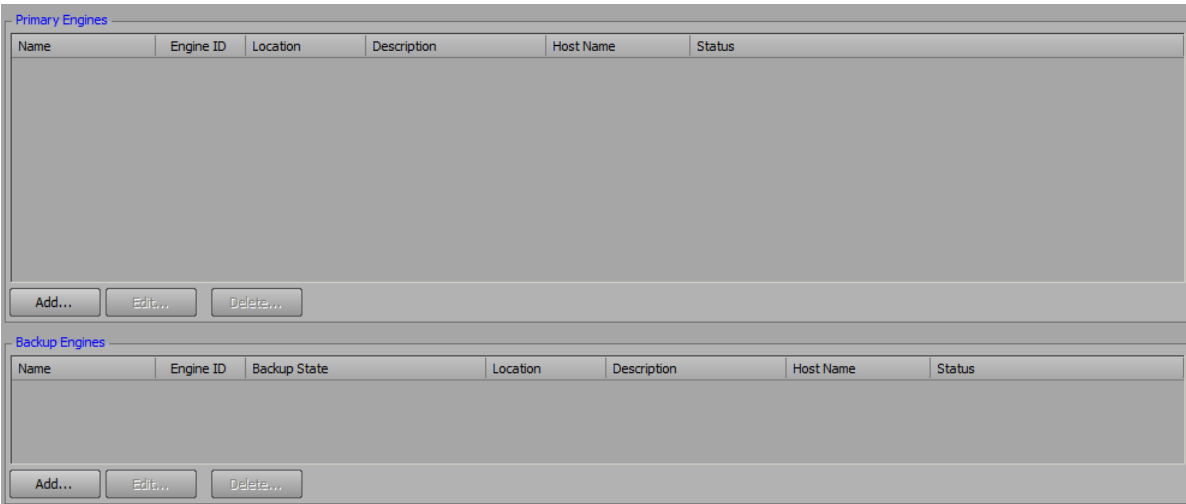 Primary Engines
Name Engine ID Location Description Host Name Status
Add... Edit... Delete...
Backup Engines
Name Engine ID Backup State Location Description Host Name Status
Add... Edit... Delete...